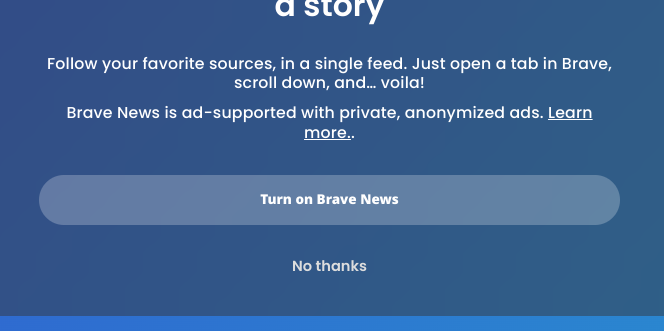 a story
Follow your favorite sources, in a single feed. Just open a tab in Brave,
scroll down, and... voila!
Brave News is ad-supported with private, anonymized ads. Learn
more..
Turn on Brave News
No thanks